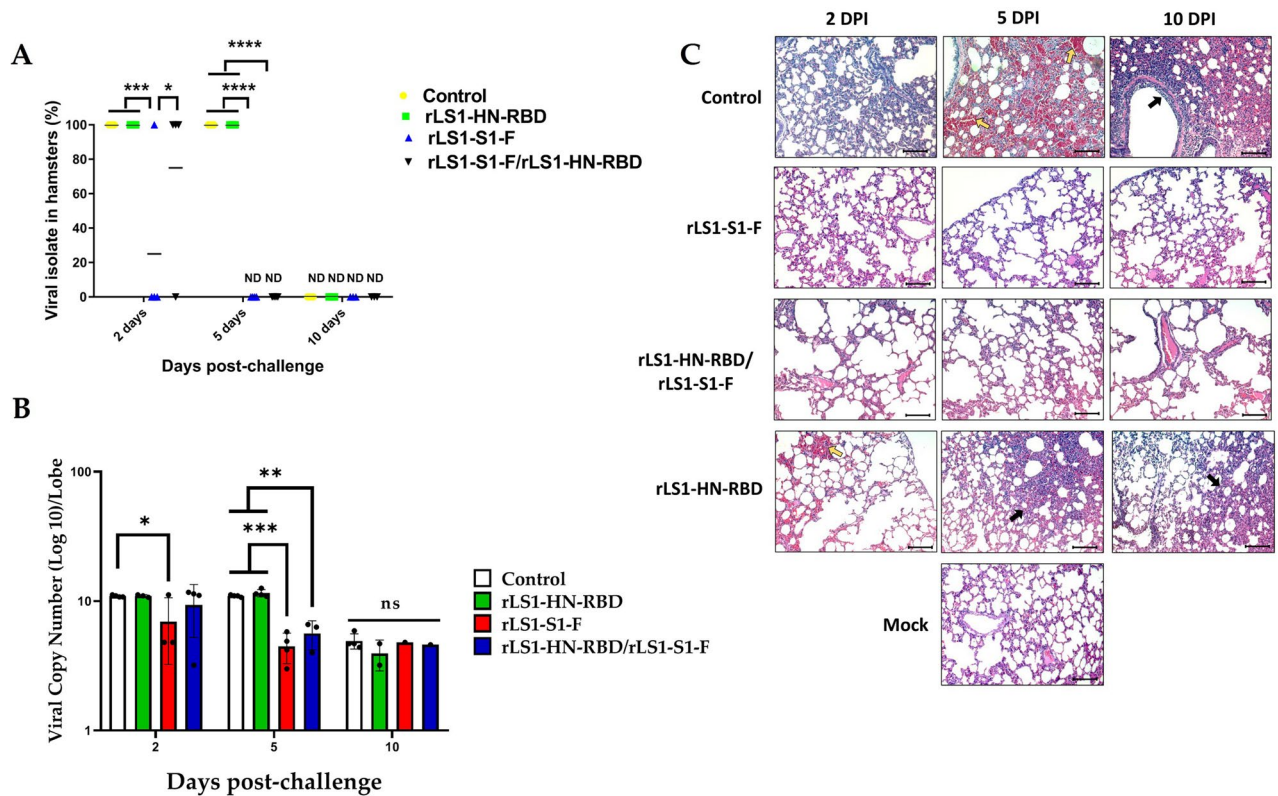 A
Viral isolate in hamsters (%)
100
80
60
40
20
0
****
*** * ****
ND ND ND ND ND ND
2 days 5 days 10 days
Days post-challenge
Control
rLS1-HN-RBD
rLS1-S1-F
rLS1-S1-F/rLS1-HN-RBD
B
Viral Copy Number (Log 10)/Lobe
100
10
1
**
* ***
ns
2 5 10
Days post-challenge
Control
rLS1-HN-RBD
rLS1-S1-F
rLS1-HN-RBD/rLS1-S1-F
C
2 DPI 5 DPI 10 DPI
Control
rLS1-S1-F
rLS1-HN-RBD/
rLS1-S1-F
rLS1-HN-RBD
Mock